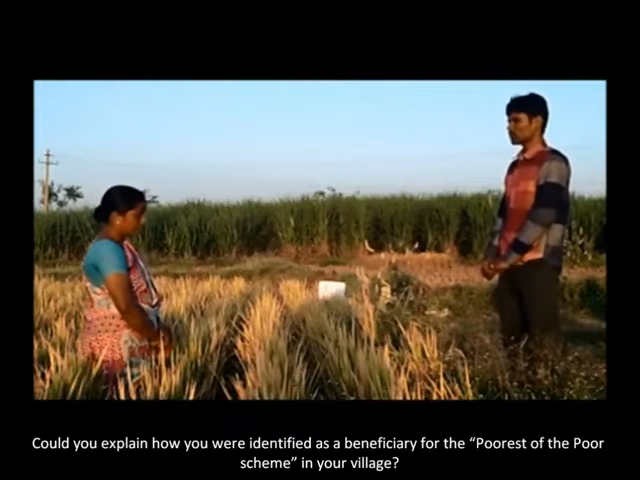 Could you explain how you were identified as a beneficiary for the “Poorest of the Poor
scheme” in your village?